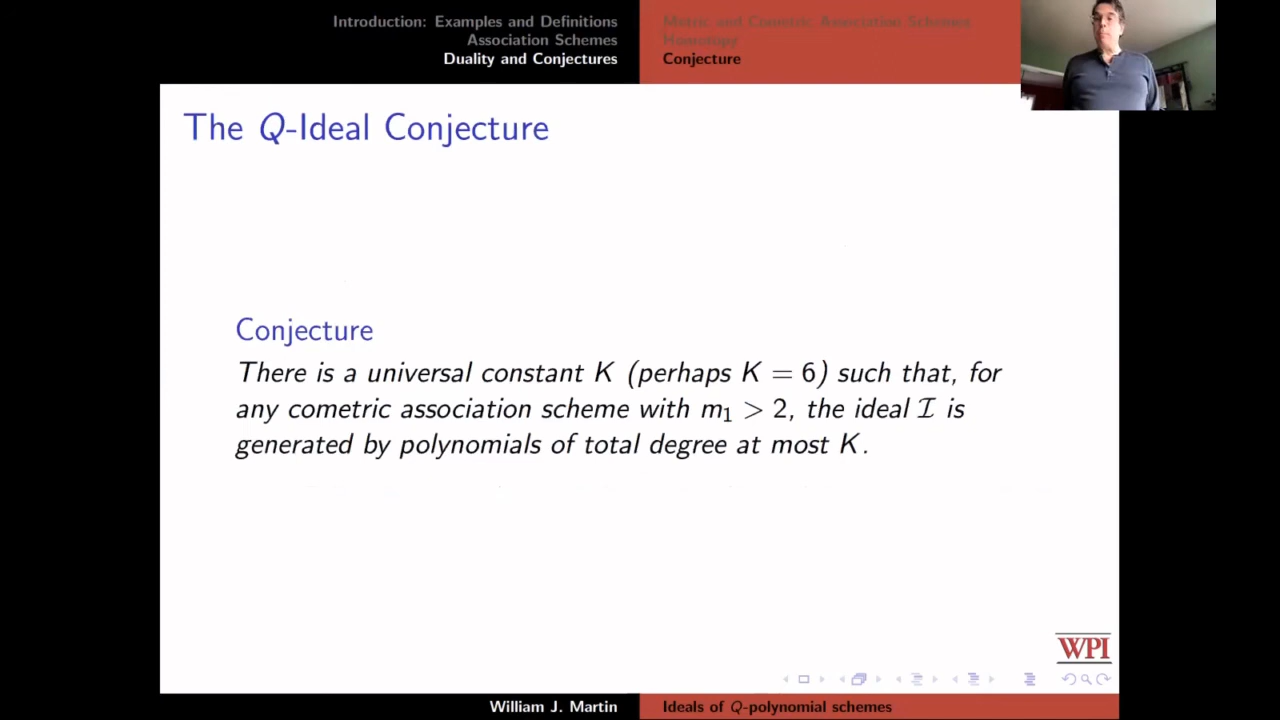 Introduction: Examples and Definitions
Association Schemes
Duality and Conjectures
Metric and Cometric Association Schemes
Homotopy
Conjecture
The Q-Ideal Conjecture
Conjecture
There is a universal constant K (perhaps K = 6) such that, for
any cometric association scheme with m₁ > 2, the ideal ℐ is
generated by polynomials of total degree at most K.
WPI
William J. Martin
Ideals of Q-polynomial schemes